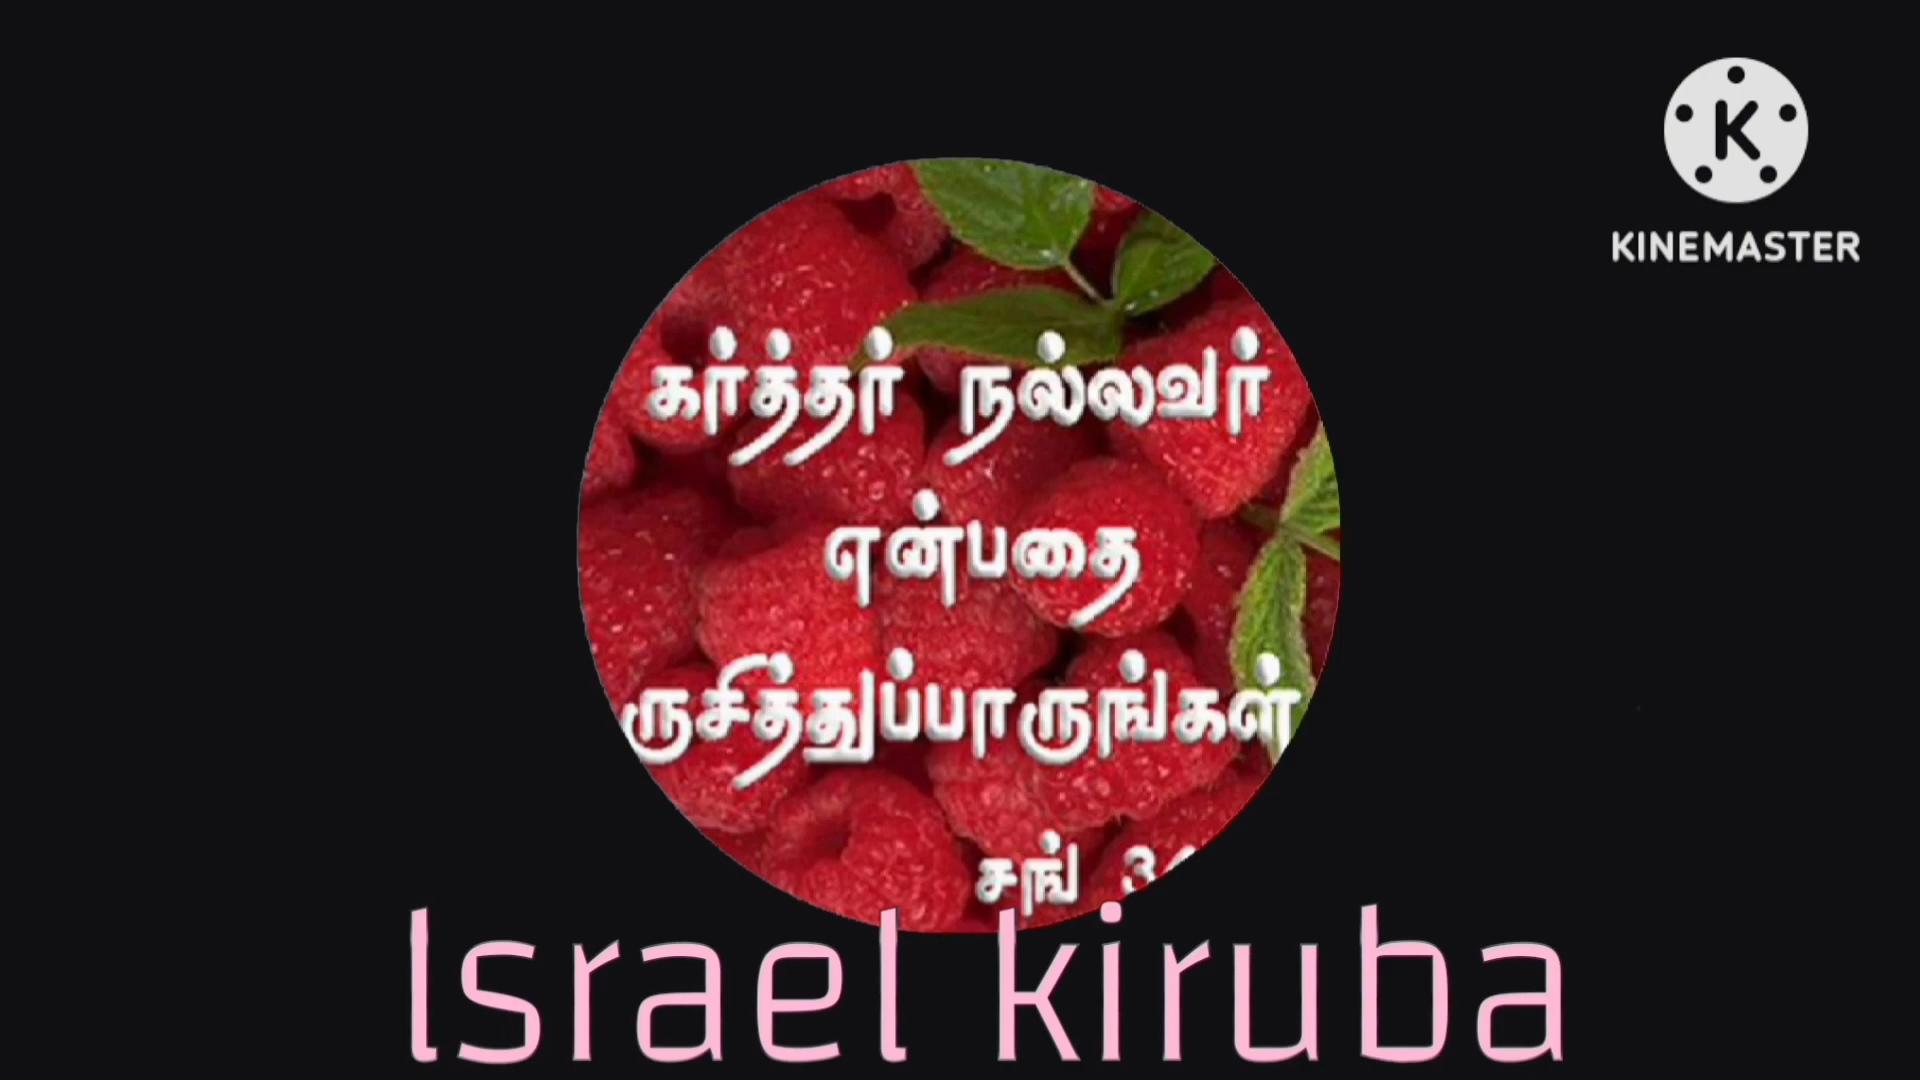 K
KINEMASTER
கர்த்தர் நல்லவர்
என்பதை
ருசித்துப்பாருங்கள்
சங்
Israel kiruba